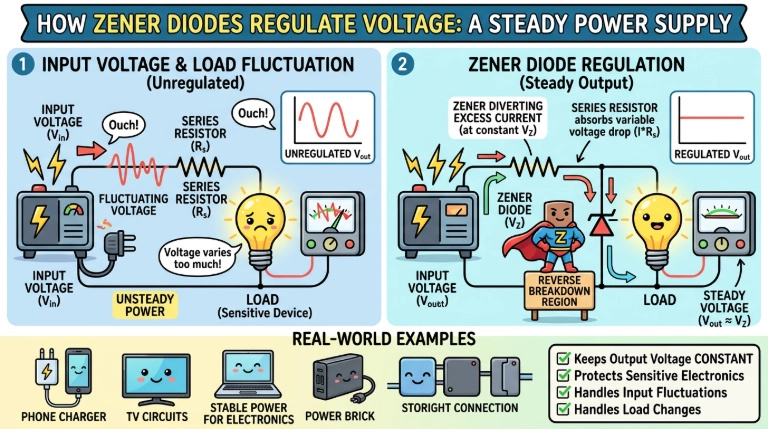 HOW ZENER DIODES REGULATE VOLTAGE: A STEADY POWER SUPPLY
1
INPUT VOLTAGE & LOAD FLUCTUATION
(Unregulated)
INPUT
VOLTAGE
(Vin)
Ouch!
SERIES
RESISTOR
(Rs)
Ouch!
UNREGULATED Vout
FLUCTUATING
VOLTAGE
SERIES
RESISTOR
(Rs)
Voltage varies
too much!
INPUT
VOLTAGE
(Vin)
UNSTEADY
POWER
LOAD
(Sensitive Device)
2
ZENER DIODE REGULATION
(Steady Output)
ZENER DIVERTING
EXCESS CURRENT
(at constant Vz)
SERIES RESISTOR
absorbs variable
voltage drop (I*Rs)
REGULATED Vout
ZENER
DIODE
(Vz)
Z
REVERSE
BREAKDOWN
REGION
INPUT
VOLTAGE
(Voutt)
LOAD
STEADY
VOLTAGE
(Vout ≈ Vz)
REAL-WORLD EXAMPLES
PHONE CHARGER
TV CIRCUITS
STABLE POWER
FOR ELECTRONICS
POWER BRICK
STORIGHT CONNECTION
Keeps Output Voltage CONSTANT
Protects Sensitive Electronics
Handles Input Fluctuations
Handles Load Changes